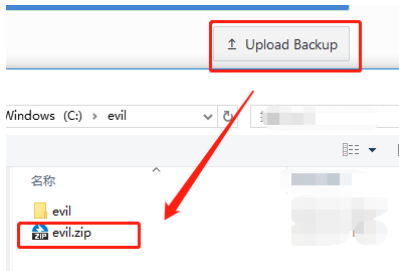 Upload Backup
Windows (C:) › evil
名称
evil
evil.zip